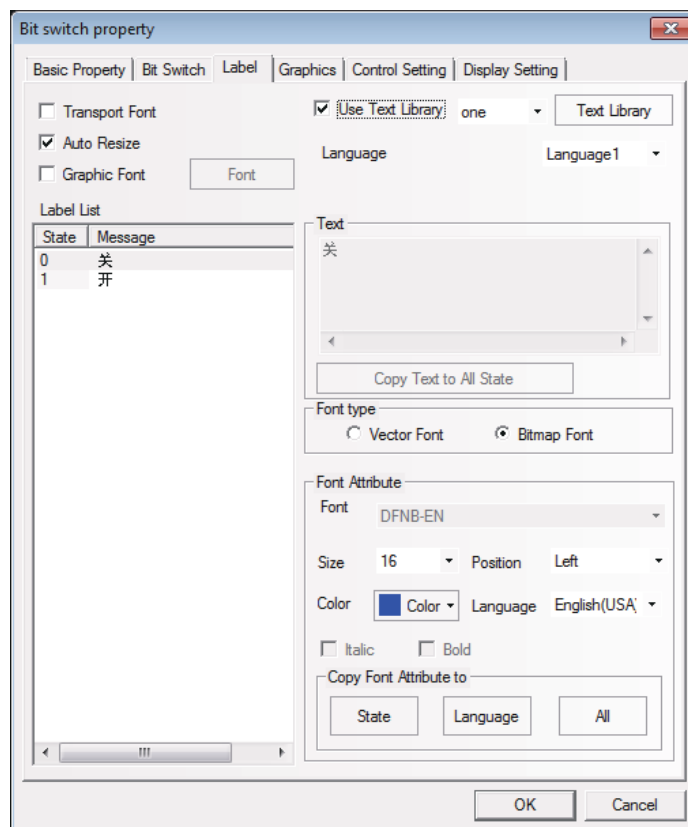 Bit switch property
Basic Property Bit Switch Label Graphics Control Setting Display Setting
Transport Font
Use Text Library one Text Library
Auto Resize
Language Language1
Graphic Font Font
Label List
State Message
0 关
1 开
Text
关
Copy Text to All State
Font type
Vector Font Bitmap Font
Font Attribute
Font DFNB-EN
Size 16 Position Left
Color Color Language English(USA)
Italic Bold
Copy Font Attribute to
State Language All
OK Cancel